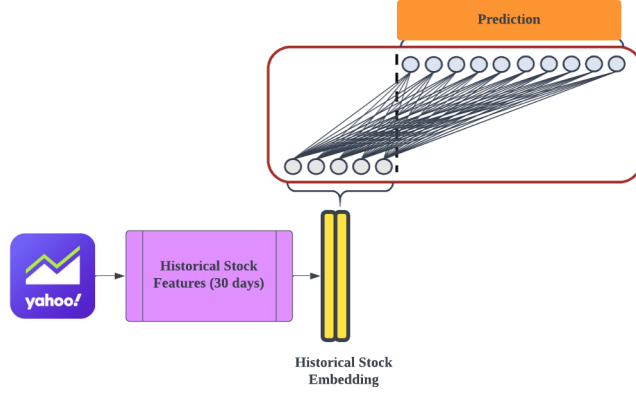 Prediction
Historical Stock
Features (30 days)
yahoo!
Historical Stock
Embedding